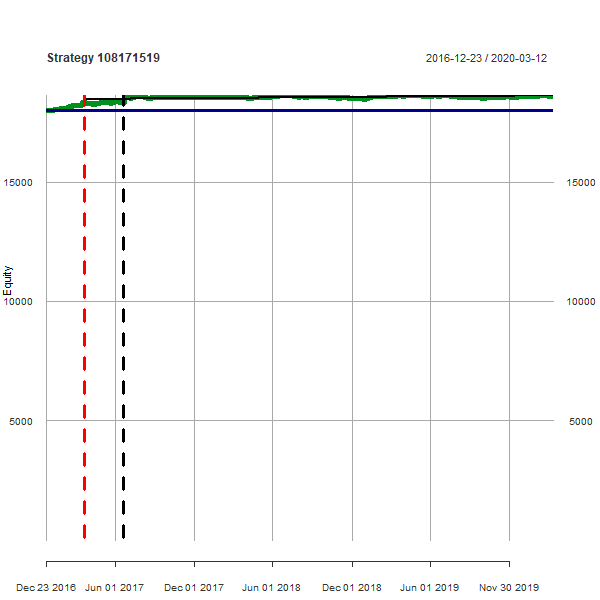 Strategy 108171519
2016-12-23 / 2020-03-12
15000 15000
Equity
10000 10000
5000 5000
Dec 23 2016 Jun 01 2017 Dec 01 2017 Jun 01 2018 Dec 01 2018 Jun 01 2019 Nov 30 2019